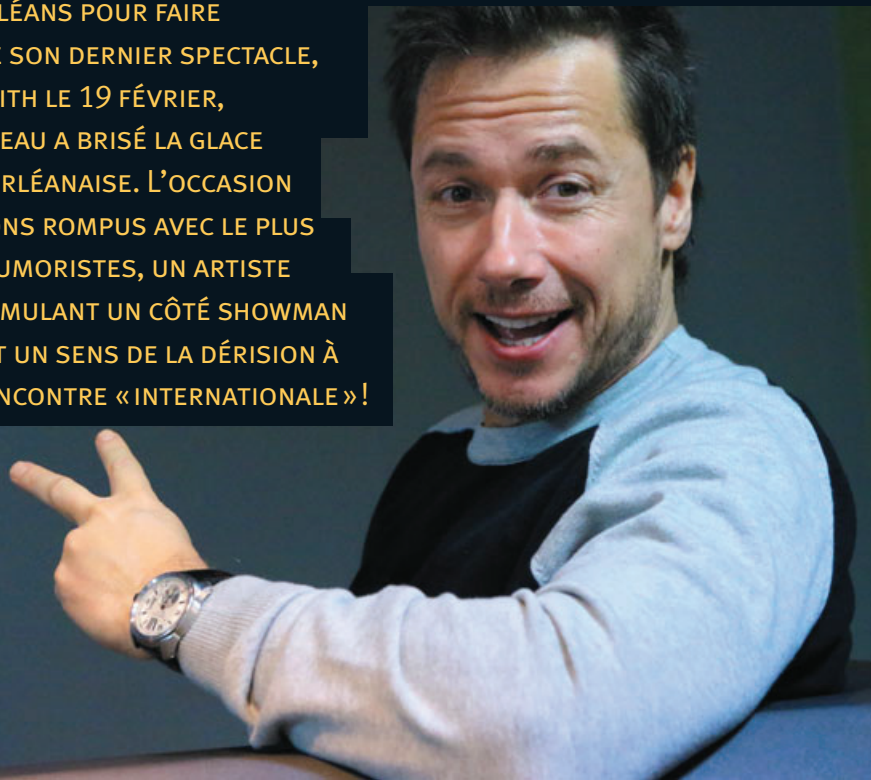 LÉANS POUR FAIRE
SON DERNIER SPECTACLE,
ITH LE 19 FÉVRIER,
EAU A BRISÉ LA GLACE
RLÉANAISE. L’OCCASION
NS ROMPUS AVEC LE PLUS
UMORISTES, UN ARTISTE
MULANT UN CÔTÉ SHOWMAN
T UN SENS DE LA DÉRISION À
NCONTRE « INTERNATIONALE » !